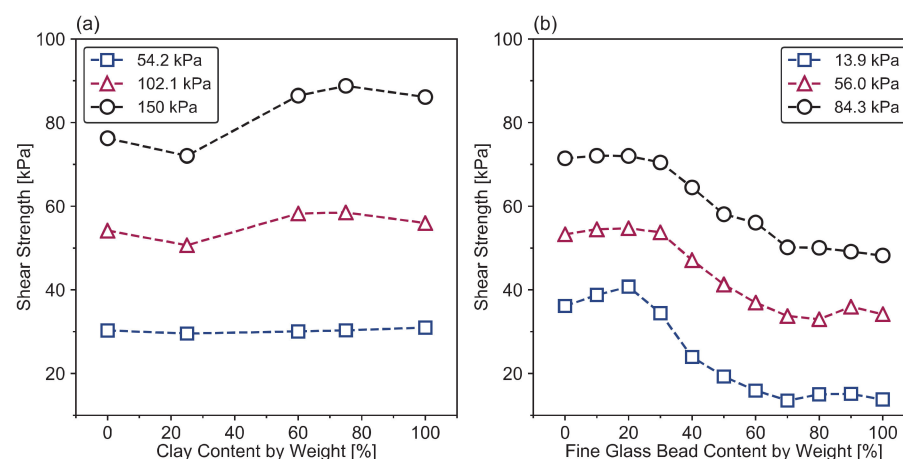 (a)
54.2 kPa
102.1 kPa
150 kPa
Shear Strength [kPa]
100
80
60
40
20
0 20 40 60 80 100
Clay Content by Weight [%]
(b)
13.9 kPa
56.0 kPa
84.3 kPa
Shear Strength [kPa]
100
80
60
40
20
0 20 40 60 80 100
Fine Glass Bead Content by Weight [%]